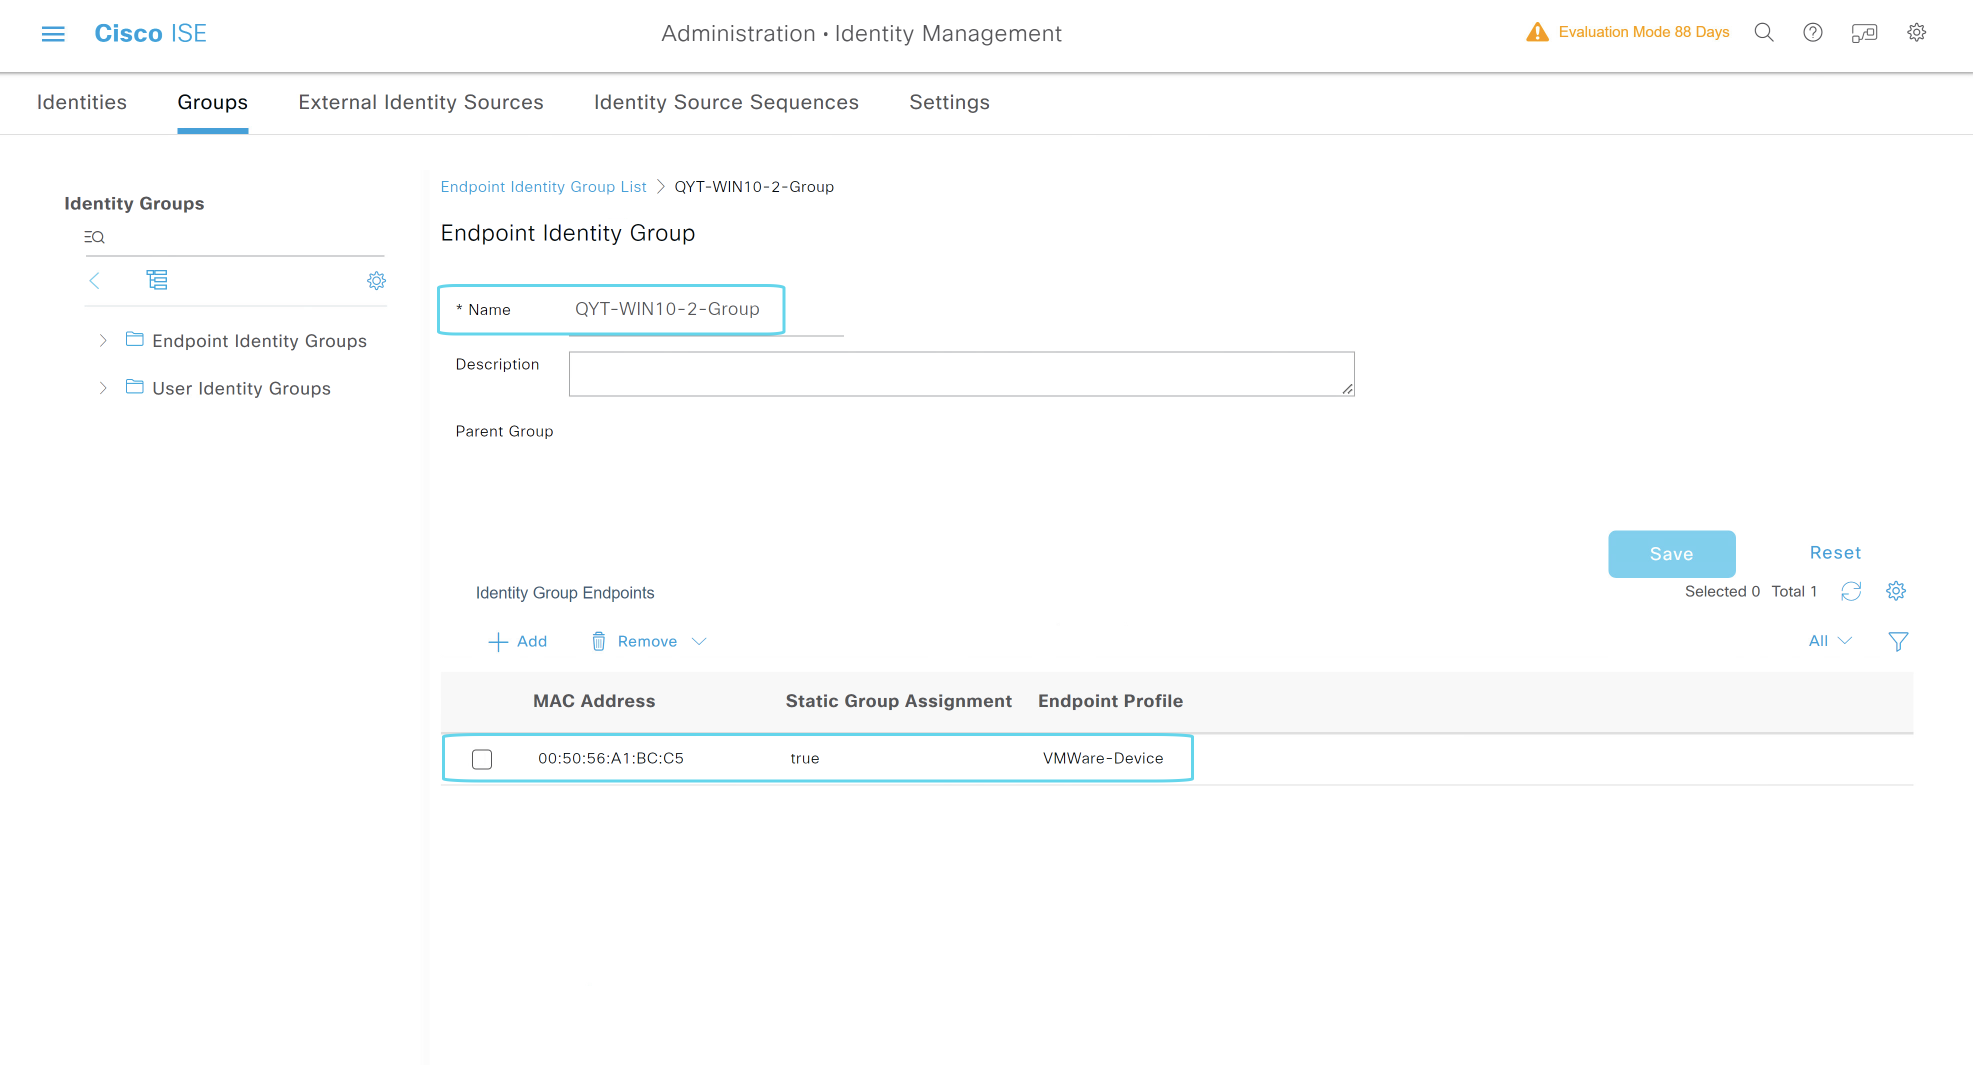 Cisco ISE
Administration • Identity Management
Evaluation Mode 88 Days
Identities
Groups
External Identity Sources
Identity Source Sequences
Settings
Identity Groups
Endpoint Identity Groups
User Identity Groups
Endpoint Identity Group List > QYT-WIN10-2-Group
Endpoint Identity Group
* Name QYT-WIN10-2-Group
Description
Parent Group
Save Reset
Identity Group Endpoints
Selected 0 Total 1
Add Remove
All
MAC Address Static Group Assignment Endpoint Profile
00:50:56:A1:BC:C5 true VMWare-Device